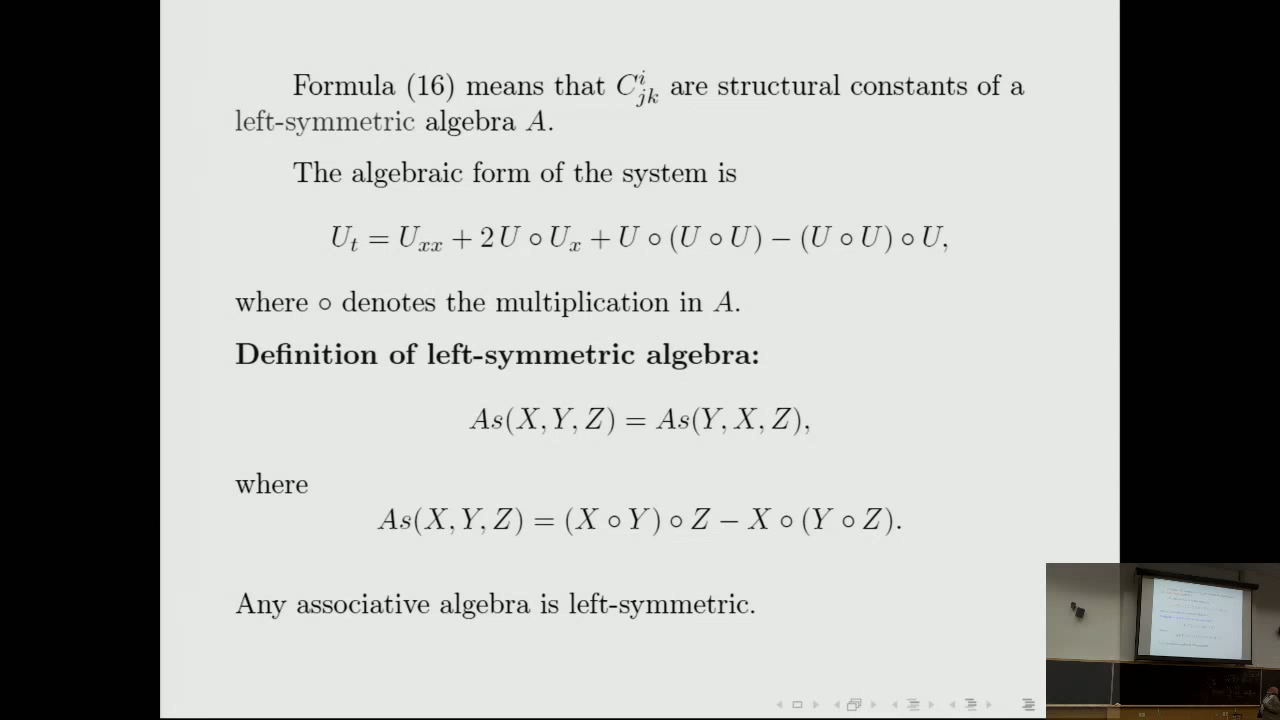 Formula (16) means that $C^i_{jk}$ are structural constants of a
left-symmetric algebra $A$.
The algebraic form of the system is
$U_t = U_{xx} + 2\,U \circ U_x + U \circ (U \circ U) - (U \circ U) \circ U,$
where $\circ$ denotes the multiplication in $A$.
Definition of left-symmetric algebra:
$As(X, Y, Z) = As(Y, X, Z),$
where
$As(X, Y, Z) = (X \circ Y) \circ Z - X \circ (Y \circ Z).$
Any associative algebra is left-symmetric.